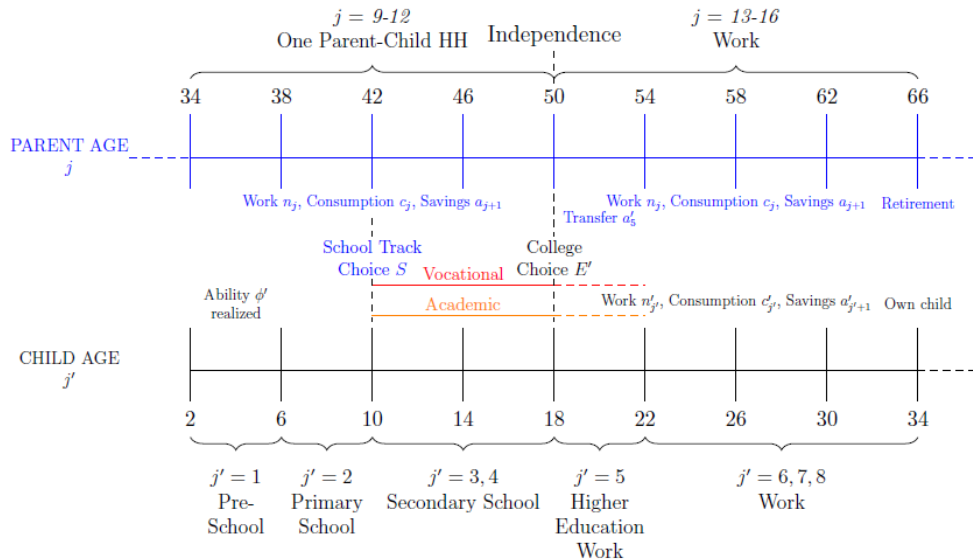 j = 9-12
One Parent-Child HH
Independence
j = 13-16
Work
34 38 42 46 50 54 58 62 66
PARENT AGE
j
Work n_j, Consumption c_j, Savings a_{j+1}
Work n_j, Consumption c_j, Savings a_{j+1}
Retirement
Transfer a'_5
School Track
Choice S
College
Choice E'
Vocational
Ability φ'
realized
Academic
Work n'_{j'}, Consumption c'_{j'}, Savings a'_{j'+1}
Own child
CHILD AGE
j'
2 6 10 14 18 22 26 30 34
j' = 1
Pre-
School
j' = 2
Primary
School
j' = 3, 4
Secondary School
j' = 5
Higher
Education
Work
j' = 6, 7, 8
Work